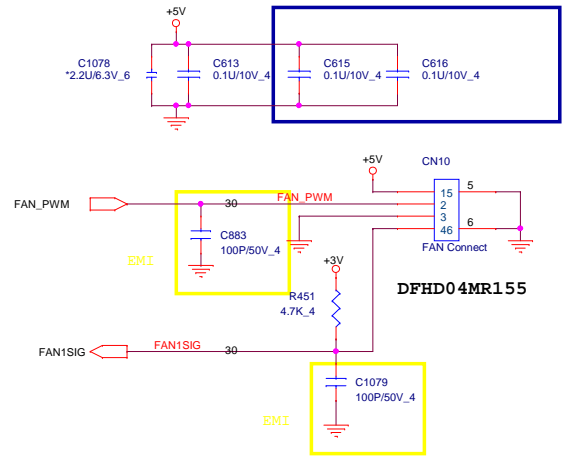 +5V
C1078
*2.2U/6.3V_6
C613
0.1U/10V_4
C615
0.1U/10V_4
C616
0.1U/10V_4
+5V
CN10
FAN_PWM
30
FAN_PWM
15
2
3
46
5
6
FAN Connect
C883
100P/50V_4
EMI
+3V
DFHD04MR155
R451
4.7K_4
FAN1SIG
FAN1SIG
30
C1079
100P/50V_4
EMI